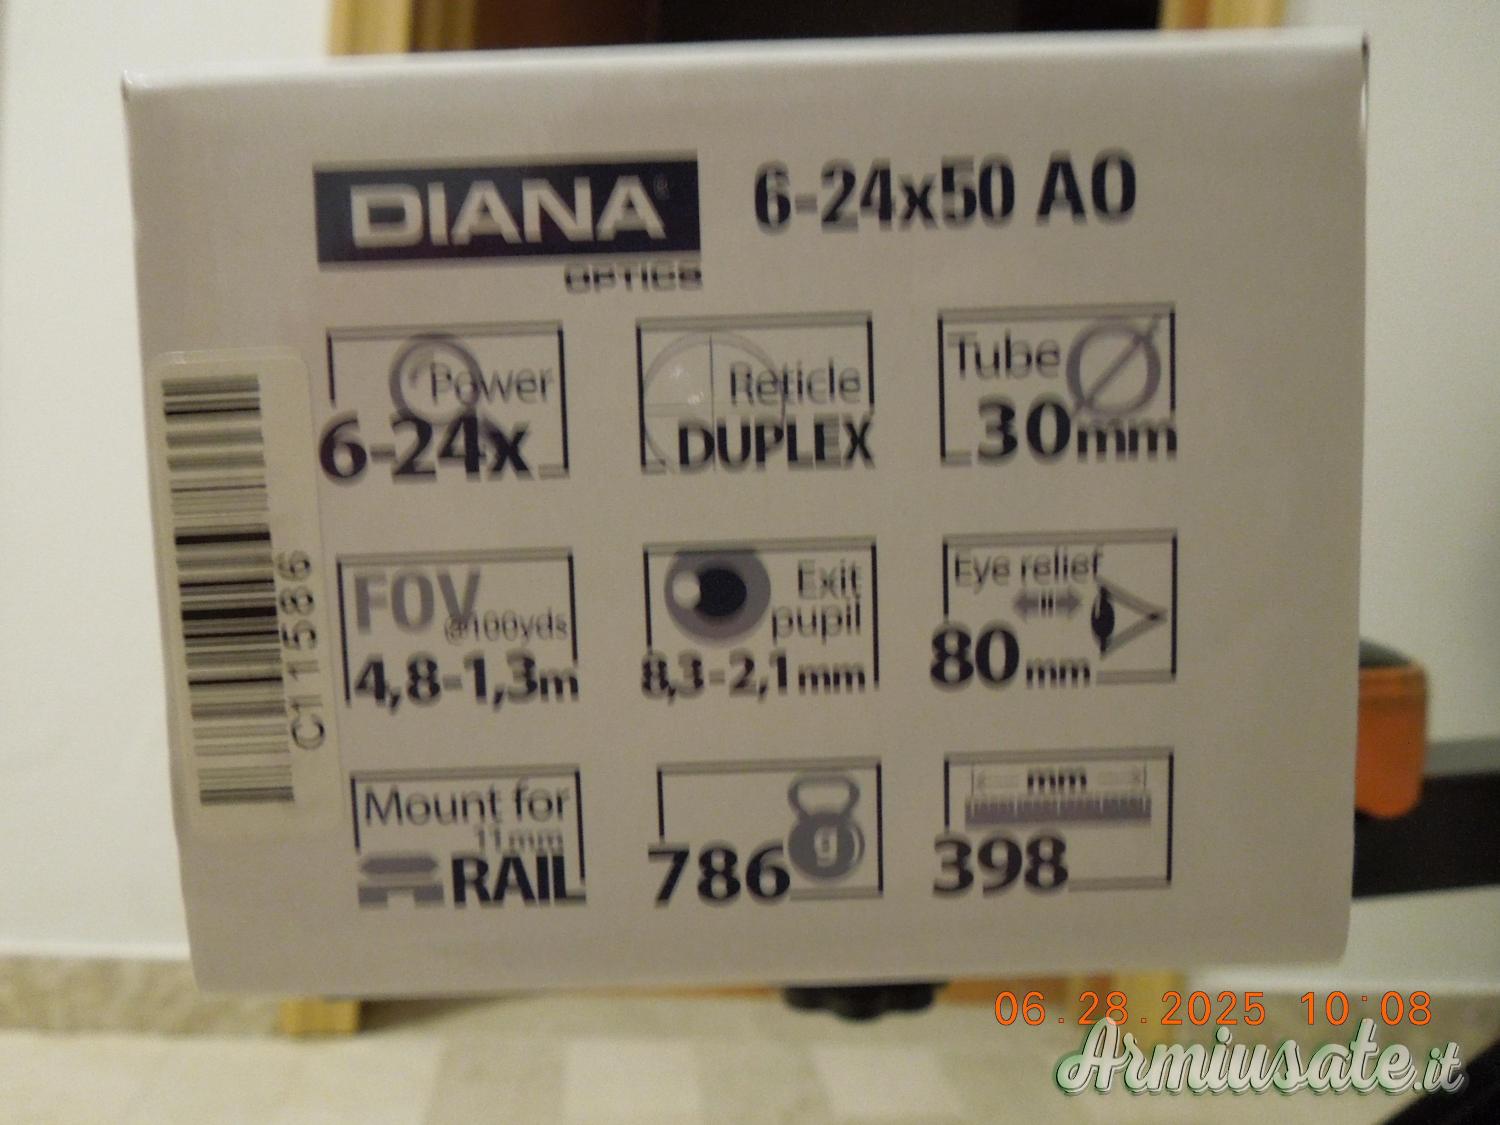 DIANA®
OPTICS
6-24x50 AO
Power
6-24x
Reticle
DUPLEX
Tube
30mm
FOV
@100yds
4,8-1,3m
Exit
pupil
8,3-2,1mm
Eye relief
80mm
Mount for
11mm
RAIL
786
g
mm
398
C115586
06.28.2025 10:08
Armiusate.it